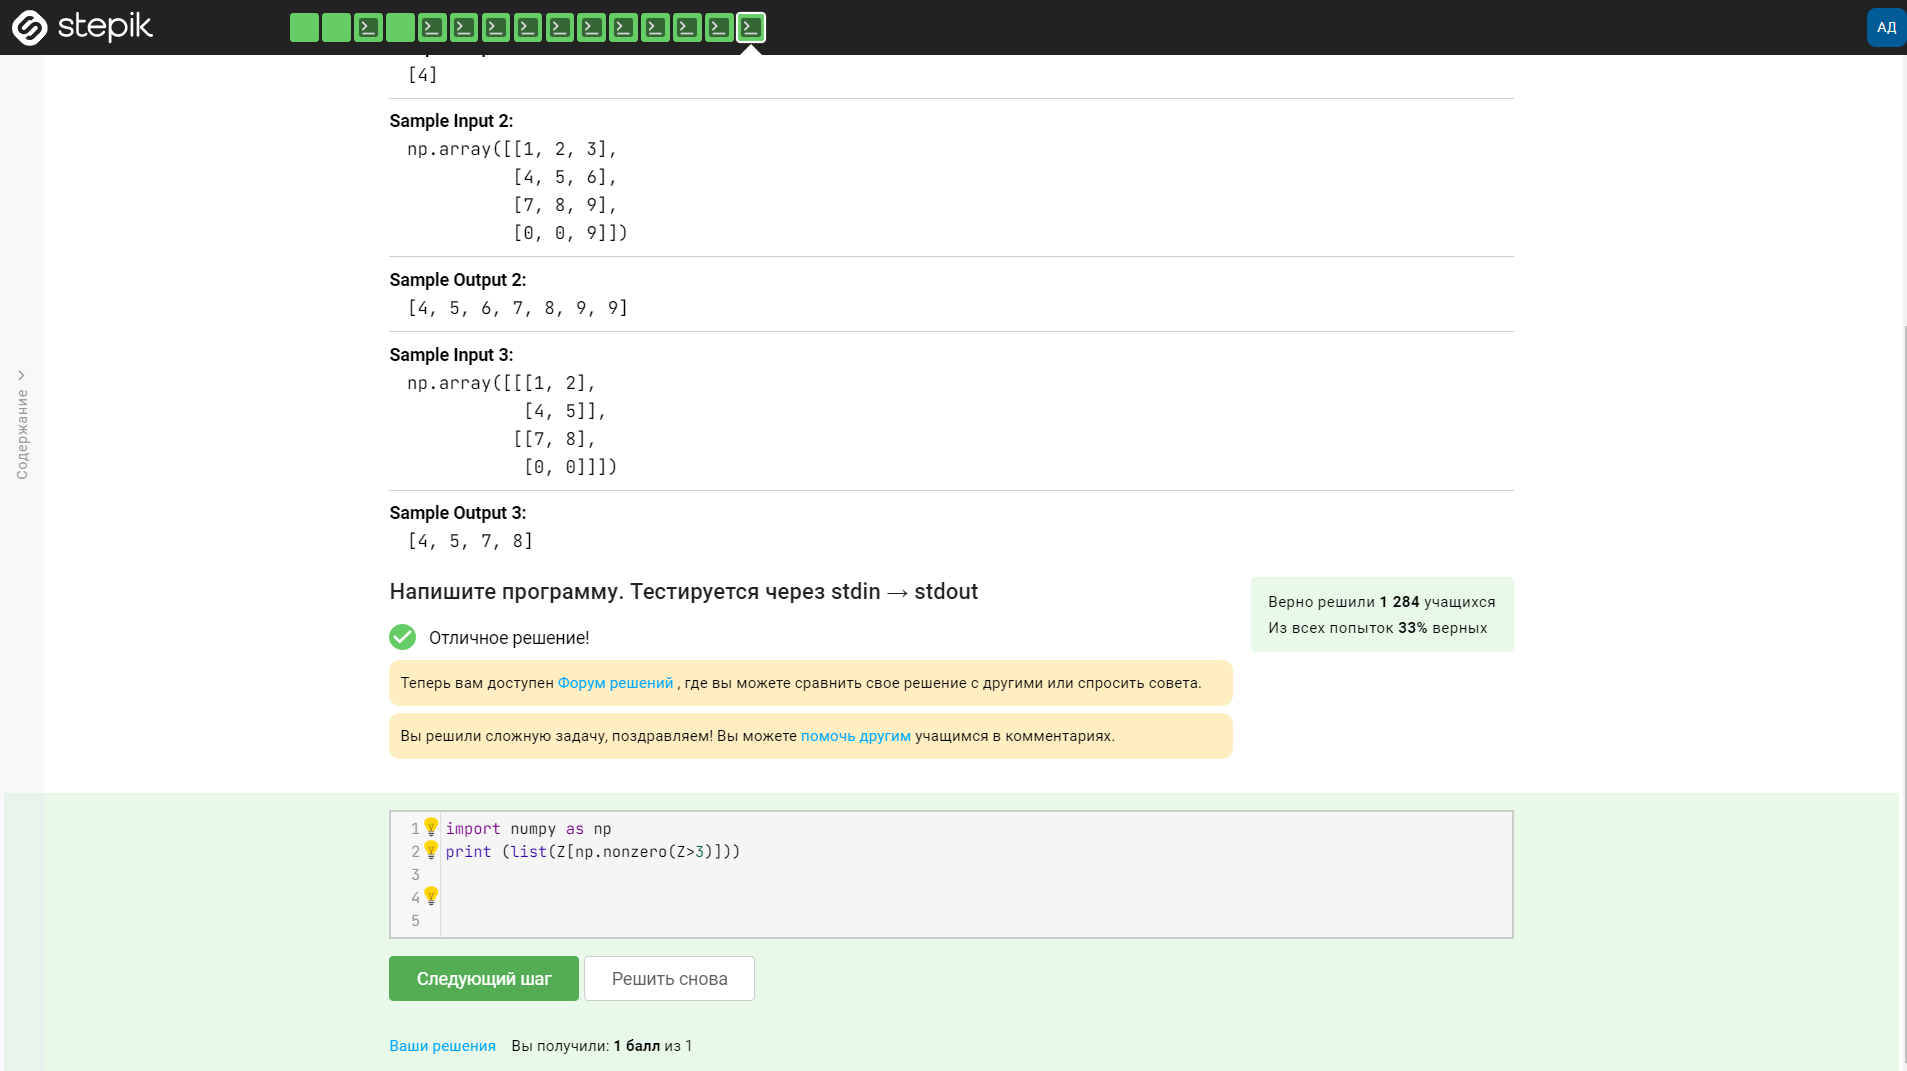 stepik
АД
[4]
Sample Input 2:
np.array([[1, 2, 3],
[4, 5, 6],
[7, 8, 9],
[0, 0, 9]])
Sample Output 2:
[4, 5, 6, 7, 8, 9, 9]
Sample Input 3:
np.array([[[1, 2],
[4, 5]],
[[7, 8],
[0, 0]]])
Sample Output 3:
[4, 5, 7, 8]
Содержание
Напишите программу. Тестируется через stdin → stdout
Верно решили 1 284 учащихся
Из всех попыток 33% верных
Отличное решение!
Теперь вам доступен Форум решений , где вы можете сравнить свое решение с другими или спросить совета.
Вы решили сложную задачу, поздравляем! Вы можете помочь другим учащимся в комментариях.
1 import numpy as np
2 print (list(Z[np.nonzero(Z>3)]))
3
4
5
Следующий шаг Решить снова
Ваши решения Вы получили: 1 балл из 1